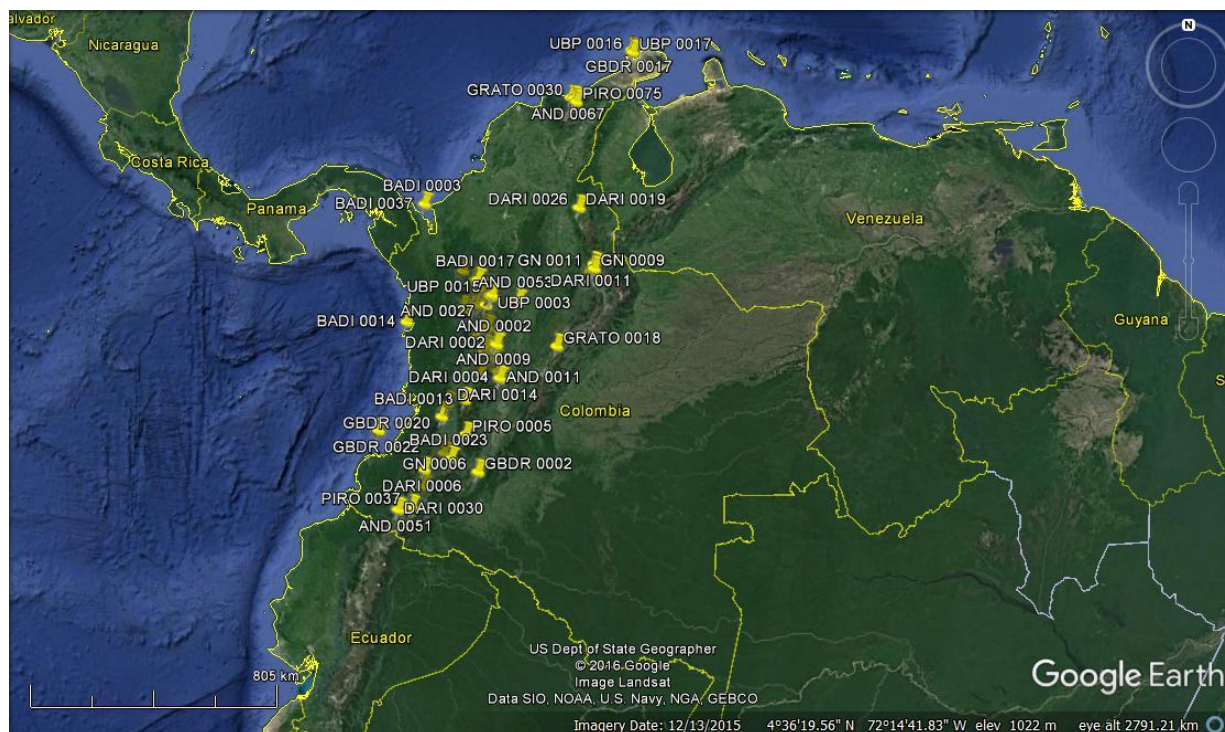 alvador
Nicaragua
N
UBP 0016
UBP 0017
GBDR 0017
GRATO 0030
PIRO 0075
AND 0067
Costa Rica
BADI 0003
Panama
BADI 0037
DARI 0026
DARI 0019
Venezuela
BADI 0017
GN 0011
GN 0009
UBP 0015
AND 0053
DARI 0011
UBP 0003
AND 0027
BADI 0014
AND 0002
Guyana
DARI 0002
GRATO 0018
AND 0009
DARI 0004
AND 0011
S
BADI 0013
DARI 0014
Colombia
GBDR 0020
PIRO 0005
BADI 0023
GBDR 0022
GN 0006
GBDR 0002
DARI 0006
PIRO 0037
DARI 0030
AND 0051
Ecuador
US Dept of State Geographer
© 2016 Google
Image Landsat
Data SIO, NOAA, U.S. Navy, NGA, GEBCO
805 km
Google Earth
Imagery Date: 12/13/2015 4°36'19.56" N 72°14'41.83" W elev 1022 m eye alt 2791.21 km